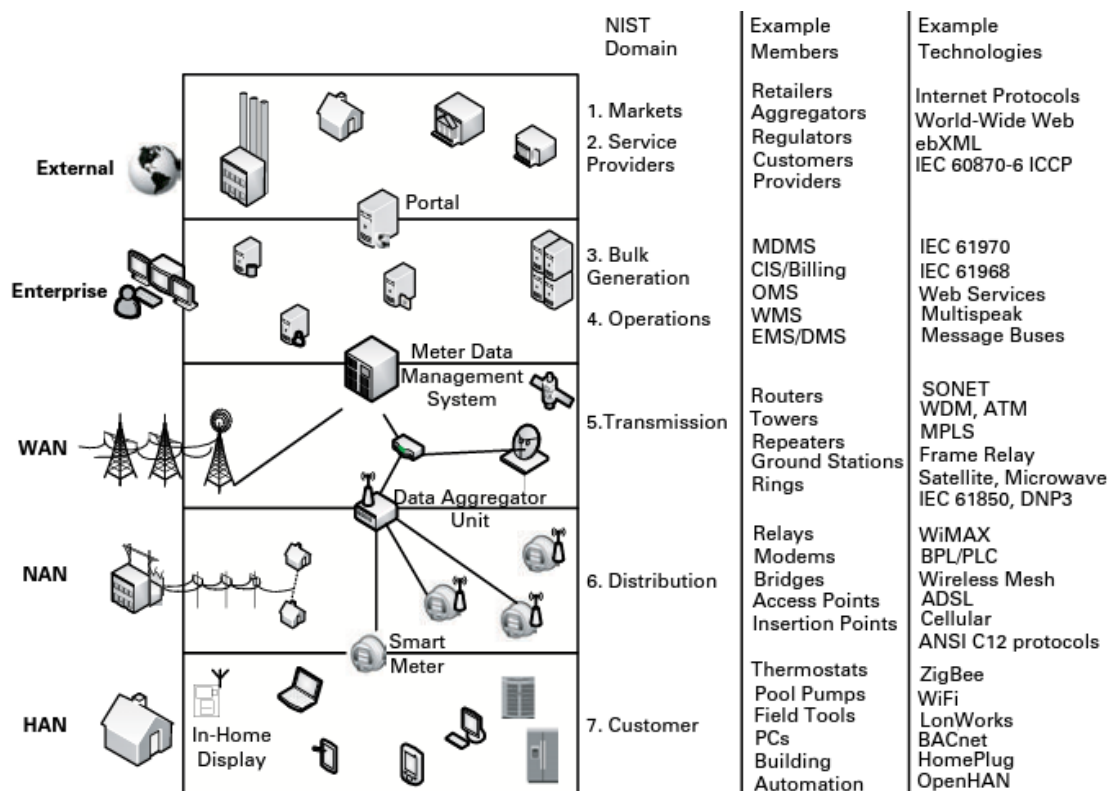 NIST
Domain
Example
Members
Example
Technologies
External
Portal
1. Markets
2. Service
Providers
Retailers
Aggregators
Regulators
Customers
Providers
Internet Protocols
World-Wide Web
ebXML
IEC 60870-6 ICCP
Enterprise
Meter Data
Management
System
3. Bulk
Generation
4. Operations
MDMS
CIS/Billing
OMS
WMS
EMS/DMS
IEC 61970
IEC 61968
Web Services
Multispeak
Message Buses
WAN
Data Aggregator
Unit
5.Transmission
Routers
Towers
Repeaters
Ground Stations
Rings
SONET
WDM, ATM
MPLS
Frame Relay
Satellite, Microwave
IEC 61850, DNP3
NAN
Smart
Meter
6. Distribution
Relays
Modems
Bridges
Access Points
Insertion Points
WiMAX
BPL/PLC
Wireless Mesh
ADSL
Cellular
ANSI C12 protocols
HAN
In-Home
Display
7. Customer
Thermostats
Pool Pumps
Field Tools
PCs
Building
Automation
ZigBee
WiFi
LonWorks
BACnet
HomePlug
OpenHAN